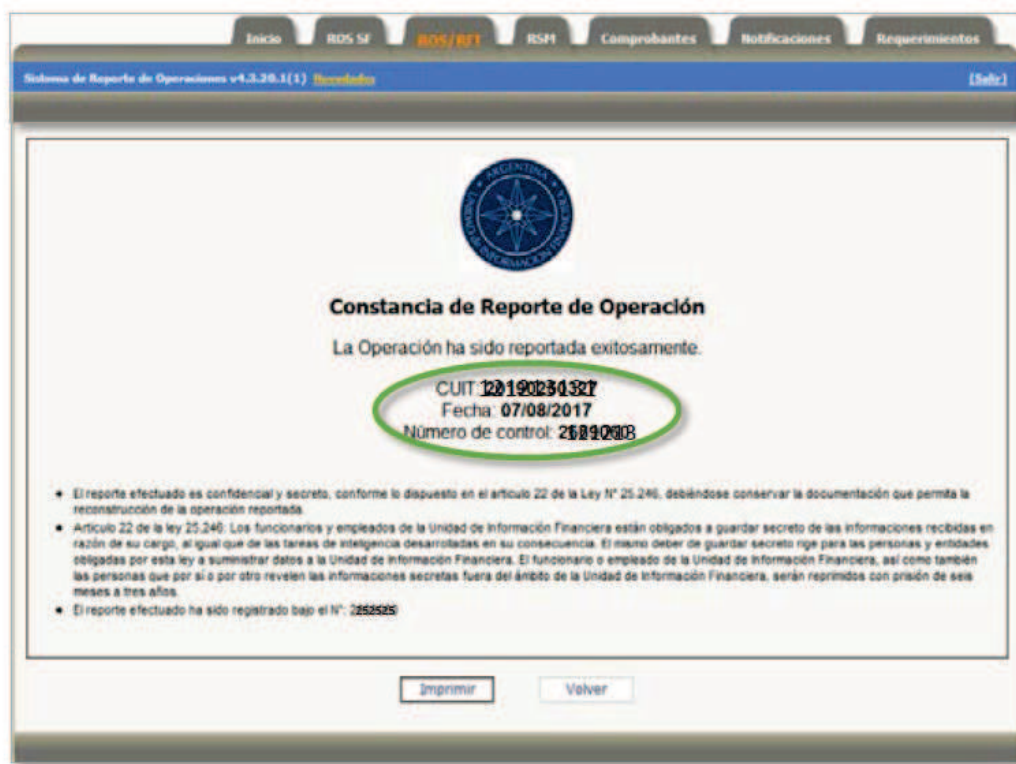 Inicio
ROS SF
ROS/RFT
RSM
Comprobantes
Notificaciones
Requerimientos
Sistema de Reporte de Operaciones v4.3.20.1(1) Novedades
[Salir]
ARGENTINA
UNIDAD de INFORMACION FINANCIERA
Constancia de Reporte de Operación
La Operación ha sido reportada exitosamente.
CUIT:
Fecha: 07/08/2017
Número de control:
El reporte efectuado es confidencial y secreto, conforme lo dispuesto en el artículo 22 de la Ley N° 25.246, debiéndose conservar la documentación que permita la
reconstrucción de la operación reportada.
Artículo 22 de la ley 25.246: Los funcionarios y empleados de la Unidad de Información Financiera están obligados a guardar secreto de las informaciones recibidas en
razón de su cargo, al igual que de las tareas de inteligencia desarrolladas en su consecuencia. El mismo deber de guardar secreto rige para las personas y entidades
obligadas por esta ley a suministrar datos a la Unidad de Información Financiera. El funcionario o empleado de la Unidad de Información Financiera, así como también
las personas que por sí o por otro revelen las informaciones secretas fuera del ámbito de la Unidad de Información Financiera, serán reprimidos con prisión de seis
meses a tres años.
El reporte efectuado ha sido registrado bajo el N°:
Imprimir
Volver